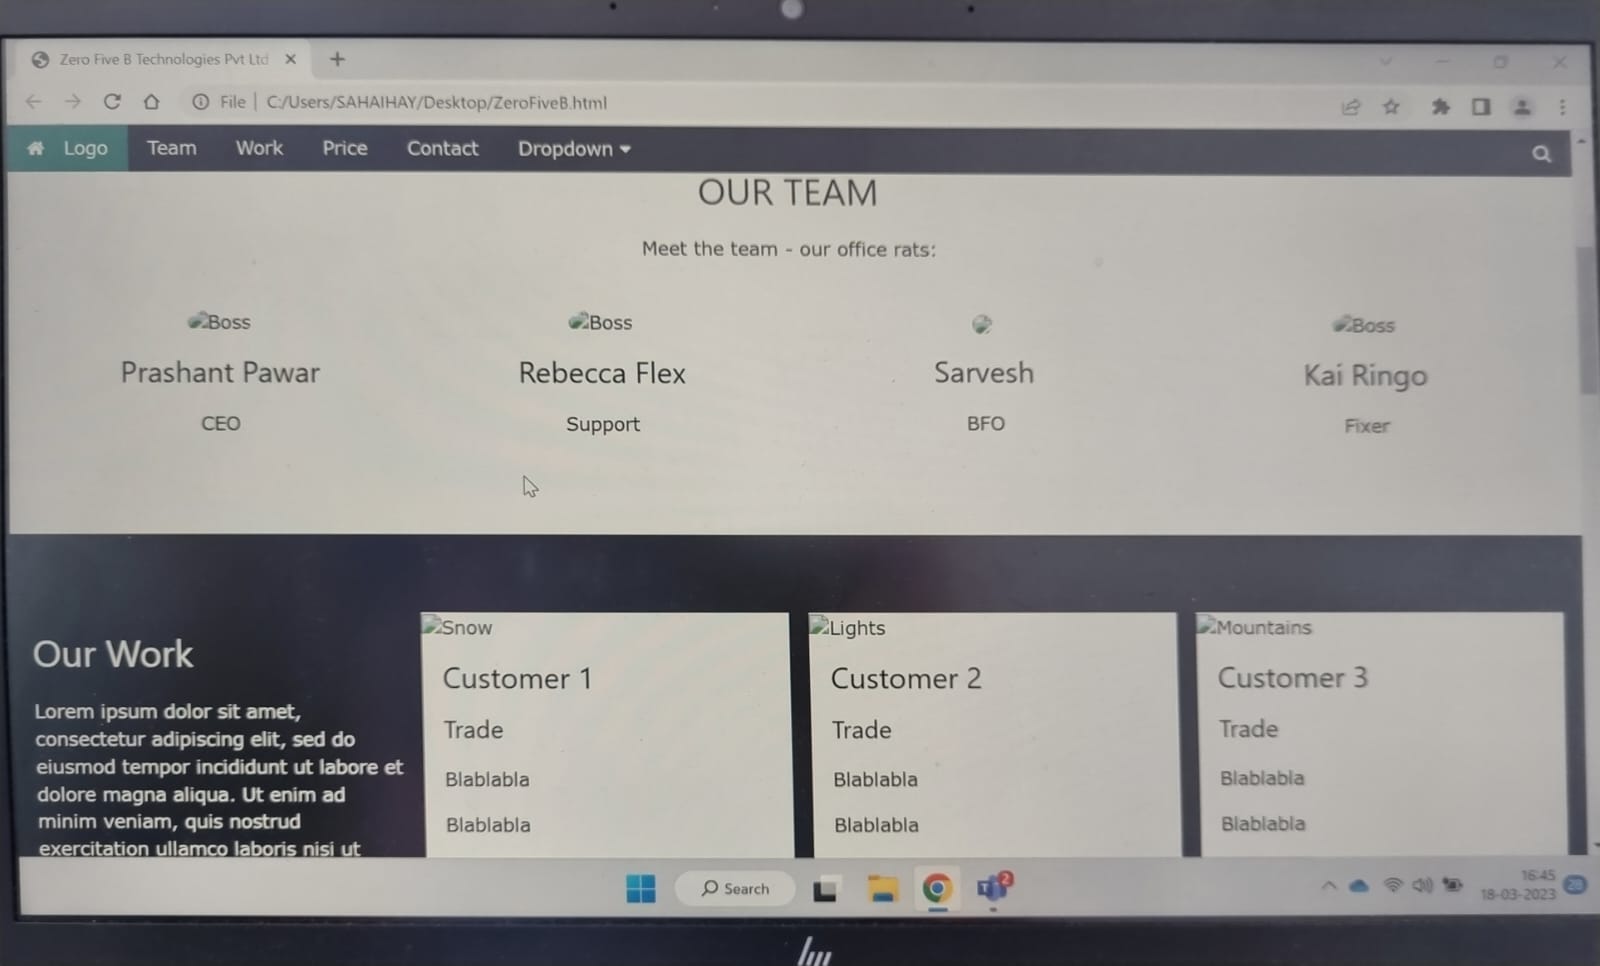 Zero Five B Technologies Pvt Ltd
File | C:/Users/SAHAIHAY/Desktop/ZeroFiveB.html
Logo Team Work Price Contact Dropdown
OUR TEAM
Meet the team - our office rats:
Boss Boss Boss
Prashant Pawar Rebecca Flex Sarvesh Kai Ringo
CEO Support BFO Fixer
Our Work
Lorem ipsum dolor sit amet,
consectetur adipiscing elit, sed do
eiusmod tempor incididunt ut labore et
dolore magna aliqua. Ut enim ad
minim veniam, quis nostrud
exercitation ullamco laboris nisi ut
Snow
Customer 1
Trade
Blablabla
Blablabla
Lights
Customer 2
Trade
Blablabla
Blablabla
Mountains
Customer 3
Trade
Blablabla
Blablabla
Search
2
16:45
18-03-2023
28
hp